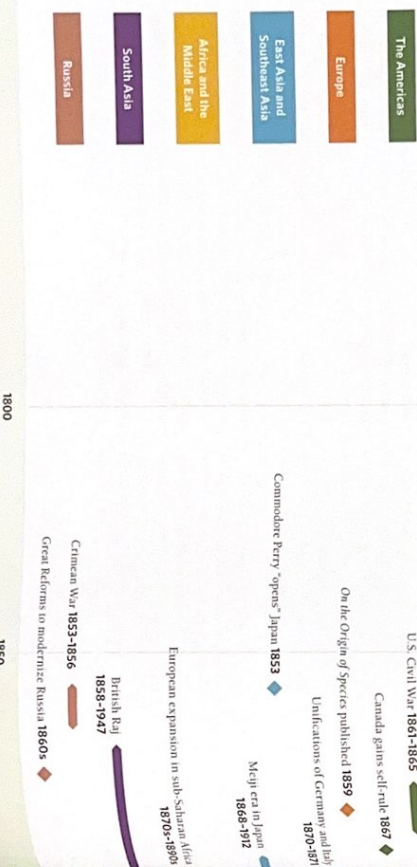 The Americas
U.S. Civil War 1861–1865
Canada gains self-rule 1867
Europe
On the Origin of Species published 1859
Unifications of Germany and Italy
1870–1871
East Asia and
Southeast Asia
Commodore Perry "opens" Japan 1853
Meiji era in Japan
1868–1912
Africa and the
Middle East
European expansion in sub-Saharan Africa
1870s–1890s
South Asia
British Raj
1858–1947
Russia
Crimean War 1853–1856
Great Reforms to modernize Russia 1860s
1800
1850